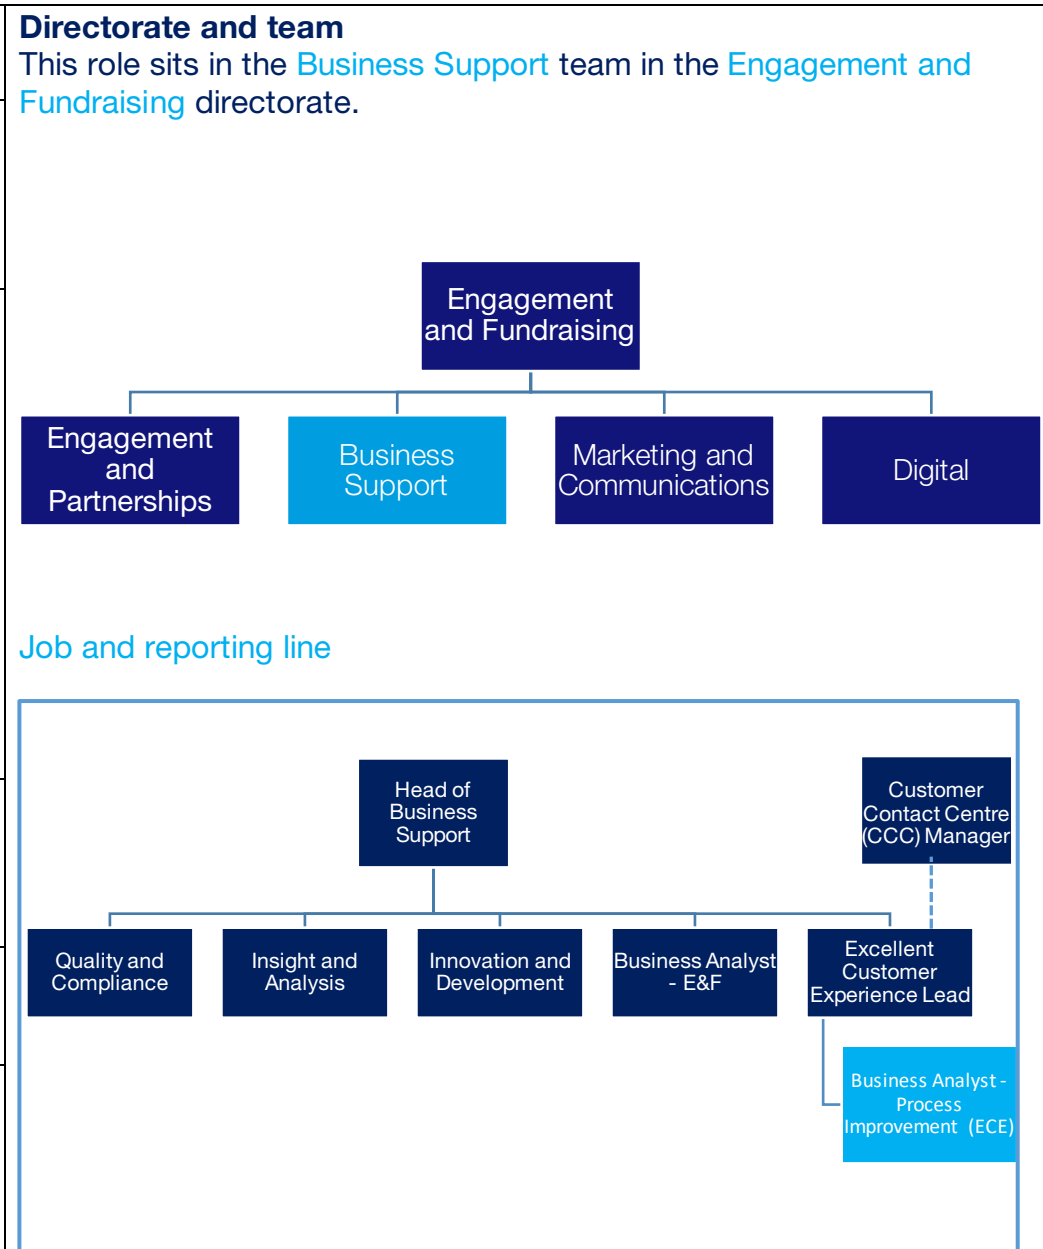 Directorate and team
This role sits in the Business Support team in the Engagement and
Fundraising directorate.
Engagement
and Fundraising
Engagement
and
Partnerships
Business
Support
Marketing and
Communications
Digital
Job and reporting line
Head of
Business
Support
Customer
Contact Centre
(CCC) Manager
Quality and
Compliance
Insight and
Analysis
Innovation and
Development
Business Analyst
- E&F
Excellent
Customer
Experience Lead
Business Analyst -
Process
Improvement (ECE)